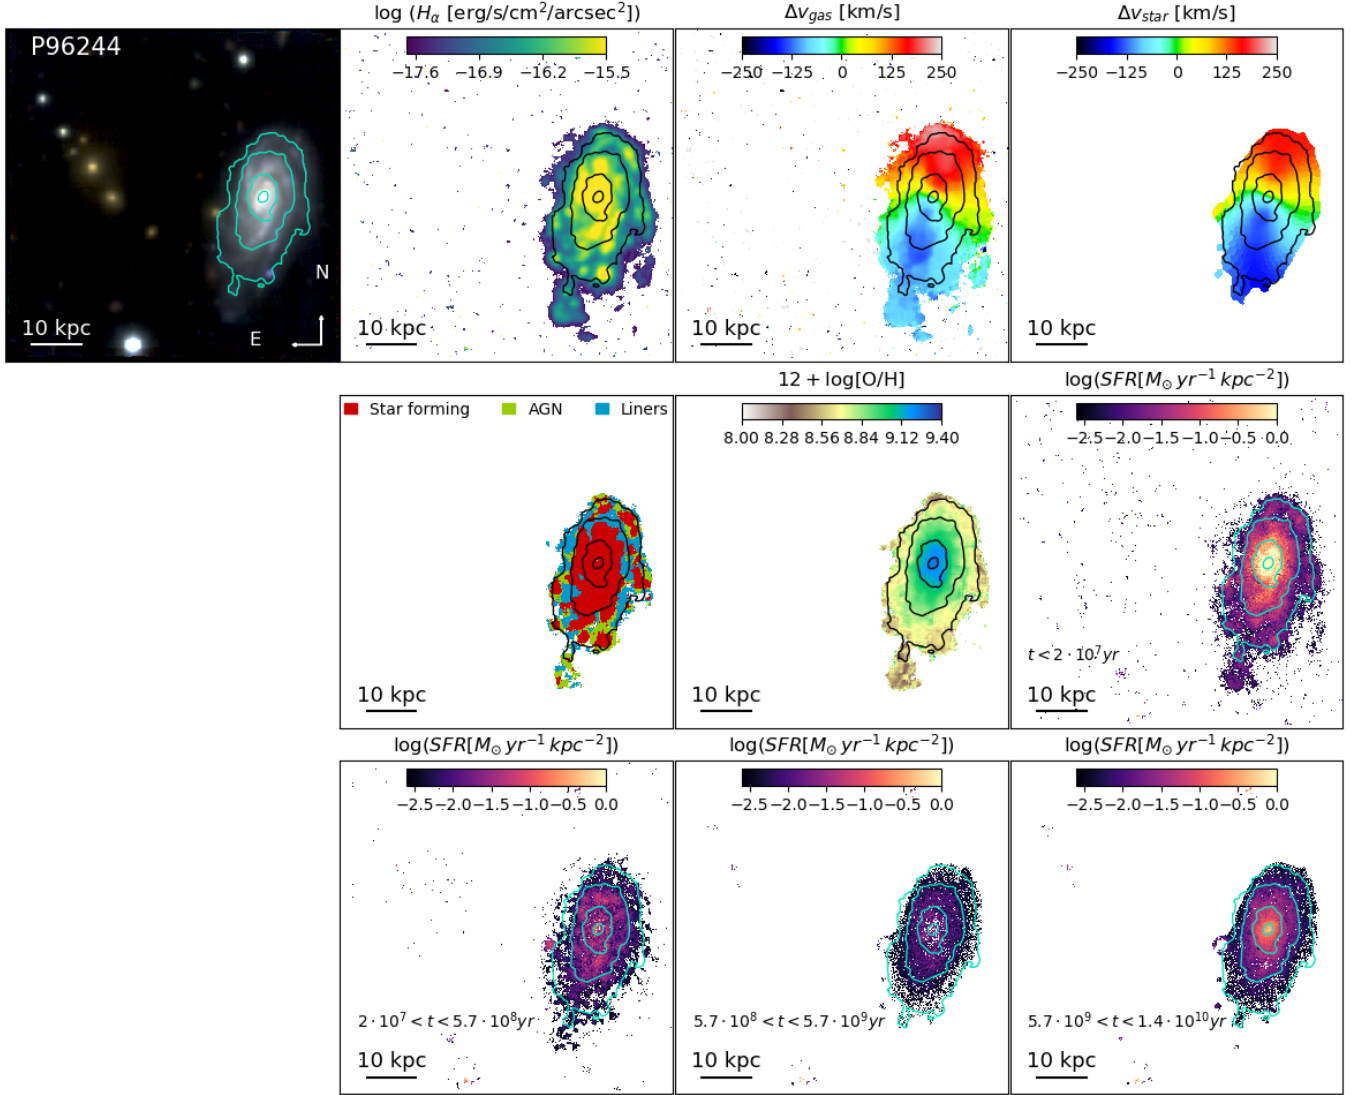 log (Hα [erg/s/cm²/arcsec²])
Δv_gas [km/s]
Δv_star [km/s]
P96244
−17.6 −16.9 −16.2 −15.5
−250 −125 0 125 250
−250 −125 0 125 250
N
E
10 kpc
10 kpc
10 kpc
10 kpc
12 + log[O/H]
log(SFR[M⊙ yr⁻¹ kpc⁻²])
Star forming AGN Liners
8.00 8.28 8.56 8.84 9.12 9.40
−2.5 −2.0 −1.5 −1.0 −0.5 0.0
t < 2 · 10⁷yr
10 kpc
10 kpc
10 kpc
log(SFR[M⊙ yr⁻¹ kpc⁻²])
log(SFR[M⊙ yr⁻¹ kpc⁻²])
log(SFR[M⊙ yr⁻¹ kpc⁻²])
−2.5 −2.0 −1.5 −1.0 −0.5 0.0
−2.5 −2.0 −1.5 −1.0 −0.5 0.0
−2.5 −2.0 −1.5 −1.0 −0.5 0.0
2 · 10⁷ < t < 5.7 · 10⁸yr
5.7 · 10⁸ < t < 5.7 · 10⁹yr
5.7 · 10⁹ < t < 1.4 · 10¹⁰yr
10 kpc
10 kpc
10 kpc